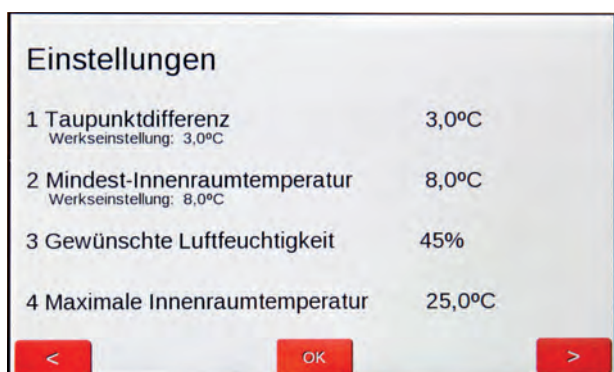 Einstellungen
1 Taupunktdifferenz 3,0ºC
Werkseinstellung: 3,0ºC
2 Mindest-Innenraumtemperatur 8,0ºC
Werkseinstellung: 8,0ºC
3 Gewünschte Luftfeuchtigkeit 45%
4 Maximale Innenraumtemperatur 25,0ºC
< OK >